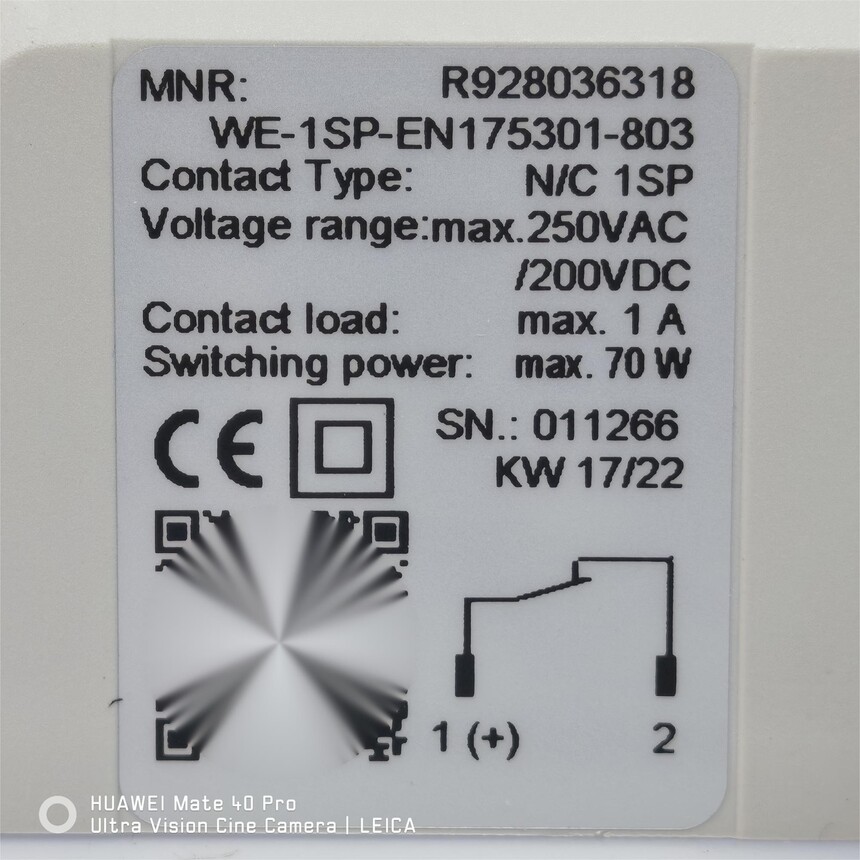 MNR: R928036318
WE-1SP-EN175301-803
Contact Type: N/C 1SP
Voltage range:max.250VAC
/200VDC
Contact load: max. 1 A
Switching power: max. 70 W
CE SN.: 011266
KW 17/22
1 (+) 2
HUAWEI Mate 40 Pro
Ultra Vision Cine Camera | LEICA